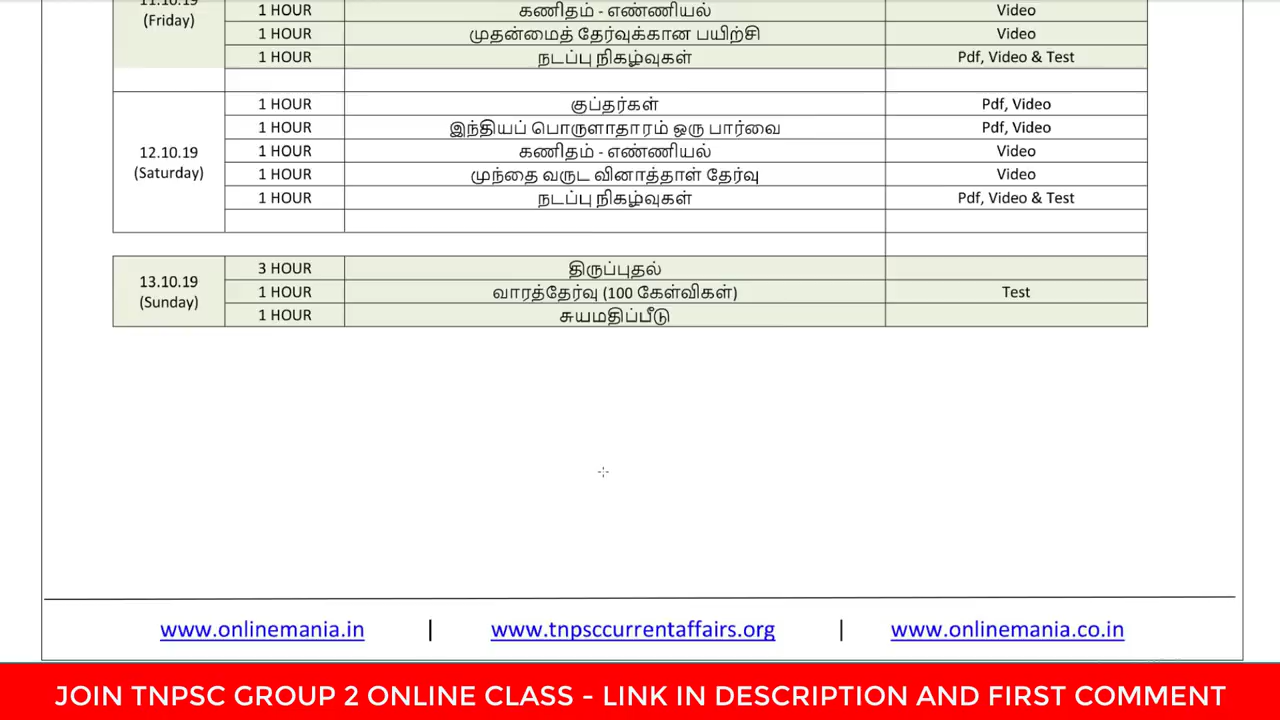 11.10.19
(Friday)
1 HOUR கணிதம் - எண்ணியல் Video
1 HOUR முதன்மைத் தேர்வுக்கான பயிற்சி Video
1 HOUR நடப்பு நிகழ்வுகள் Pdf, Video & Test
12.10.19
(Saturday)
1 HOUR குப்தர்கள் Pdf, Video
1 HOUR இந்தியப் பொருளாதாரம் ஒரு பார்வை Pdf, Video
1 HOUR கணிதம் - எண்ணியல் Video
1 HOUR முந்தை வருட வினாத்தாள் தேர்வு Video
1 HOUR நடப்பு நிகழ்வுகள் Pdf, Video & Test
13.10.19
(Sunday)
3 HOUR திருப்புதல்
1 HOUR வாரத்தேர்வு (100 கேள்விகள்) Test
1 HOUR சுயமதிப்பீடு
www.onlinemania.in | www.tnpsccurrentaffairs.org | www.onlinemania.co.in
JOIN TNPSC GROUP 2 ONLINE CLASS - LINK IN DESCRIPTION AND FIRST COMMENT